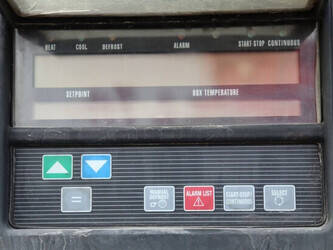 HEAT COOL DEFROST ALARM START-STOP CONTINUOUS
SETPOINT BOX TEMPERATURE
=
MANUAL DEFROST
ALARM LIST
START-STOP / CONTINUOUS
SELECT